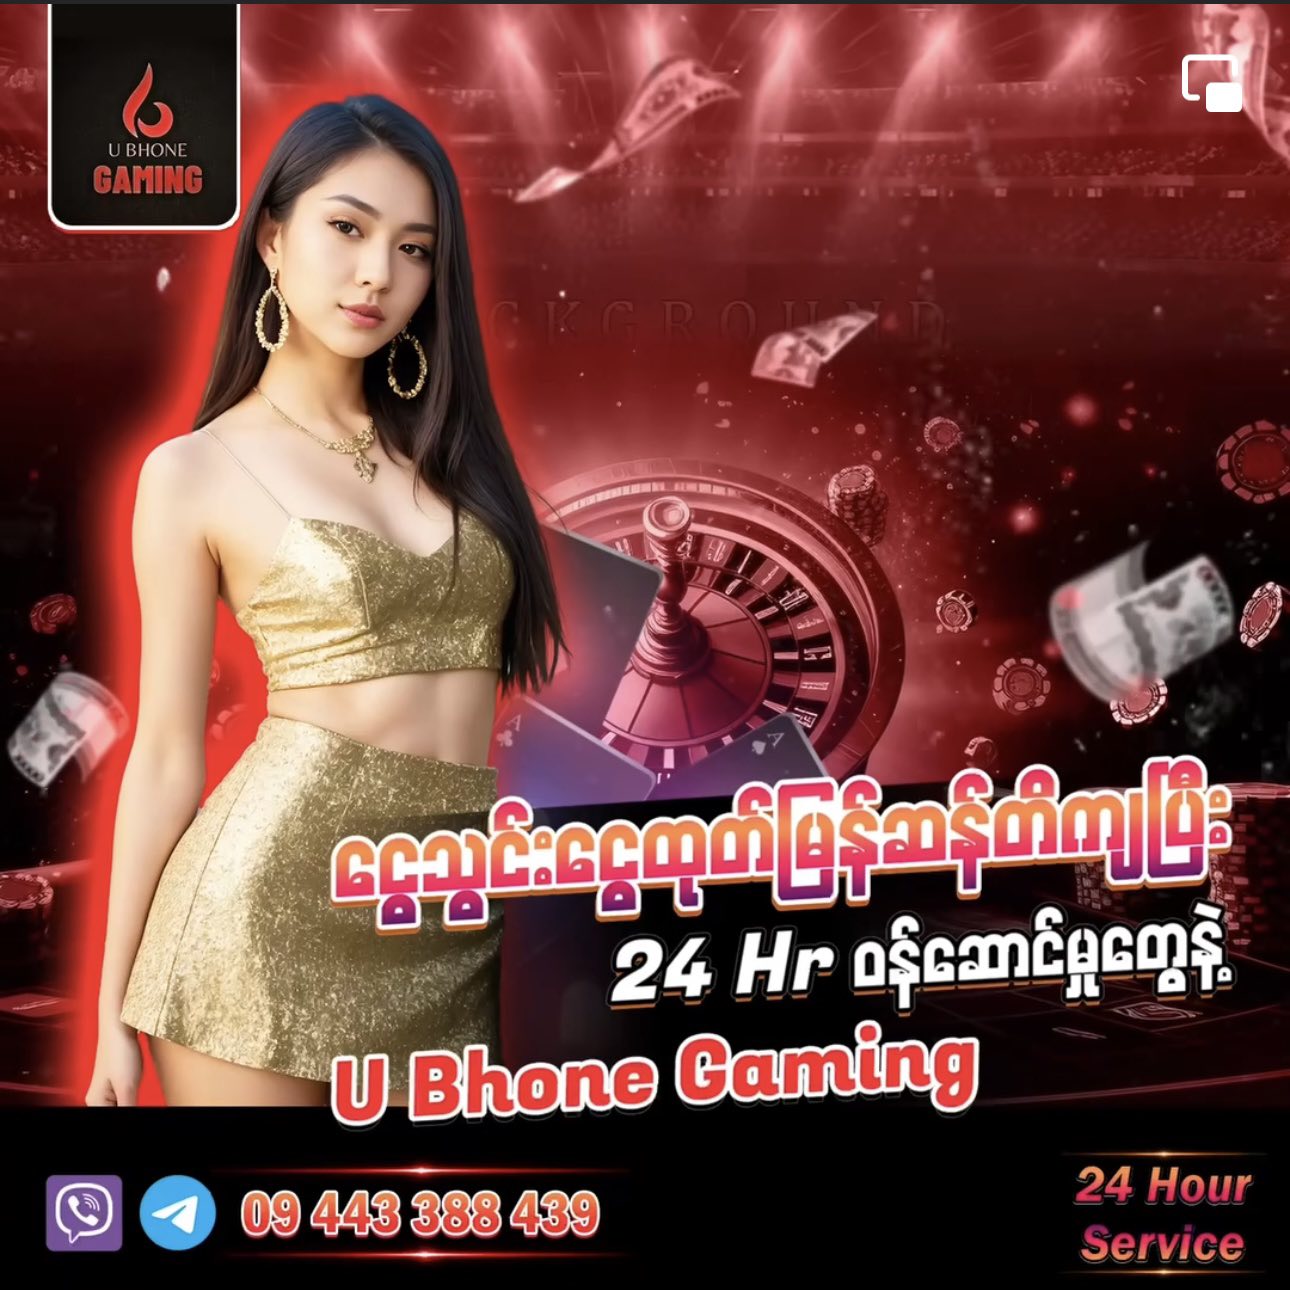 U BHONE
GAMING
CKGROUND
A
A
ငွေသွင်းငွေထုတ်မြန်ဆန်တိကျပြီး
24 Hr ဝန်ဆောင်မှုတွေနဲ့
U Bhone Gaming
09 443 388 439
24 Hour
Service